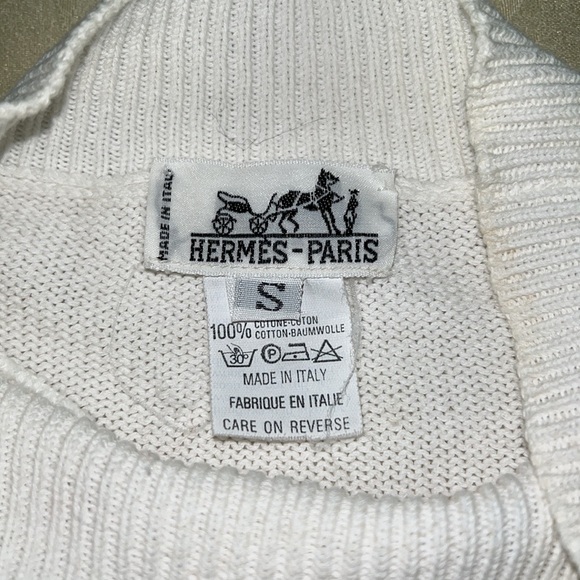 MADE IN ITALY
HERMÈS-PARIS
S
100% COTONE-COTON
COTTON-BAUMWOLLE
30° P
MADE IN ITALY
FABRIQUE EN ITALIE
CARE ON REVERSE